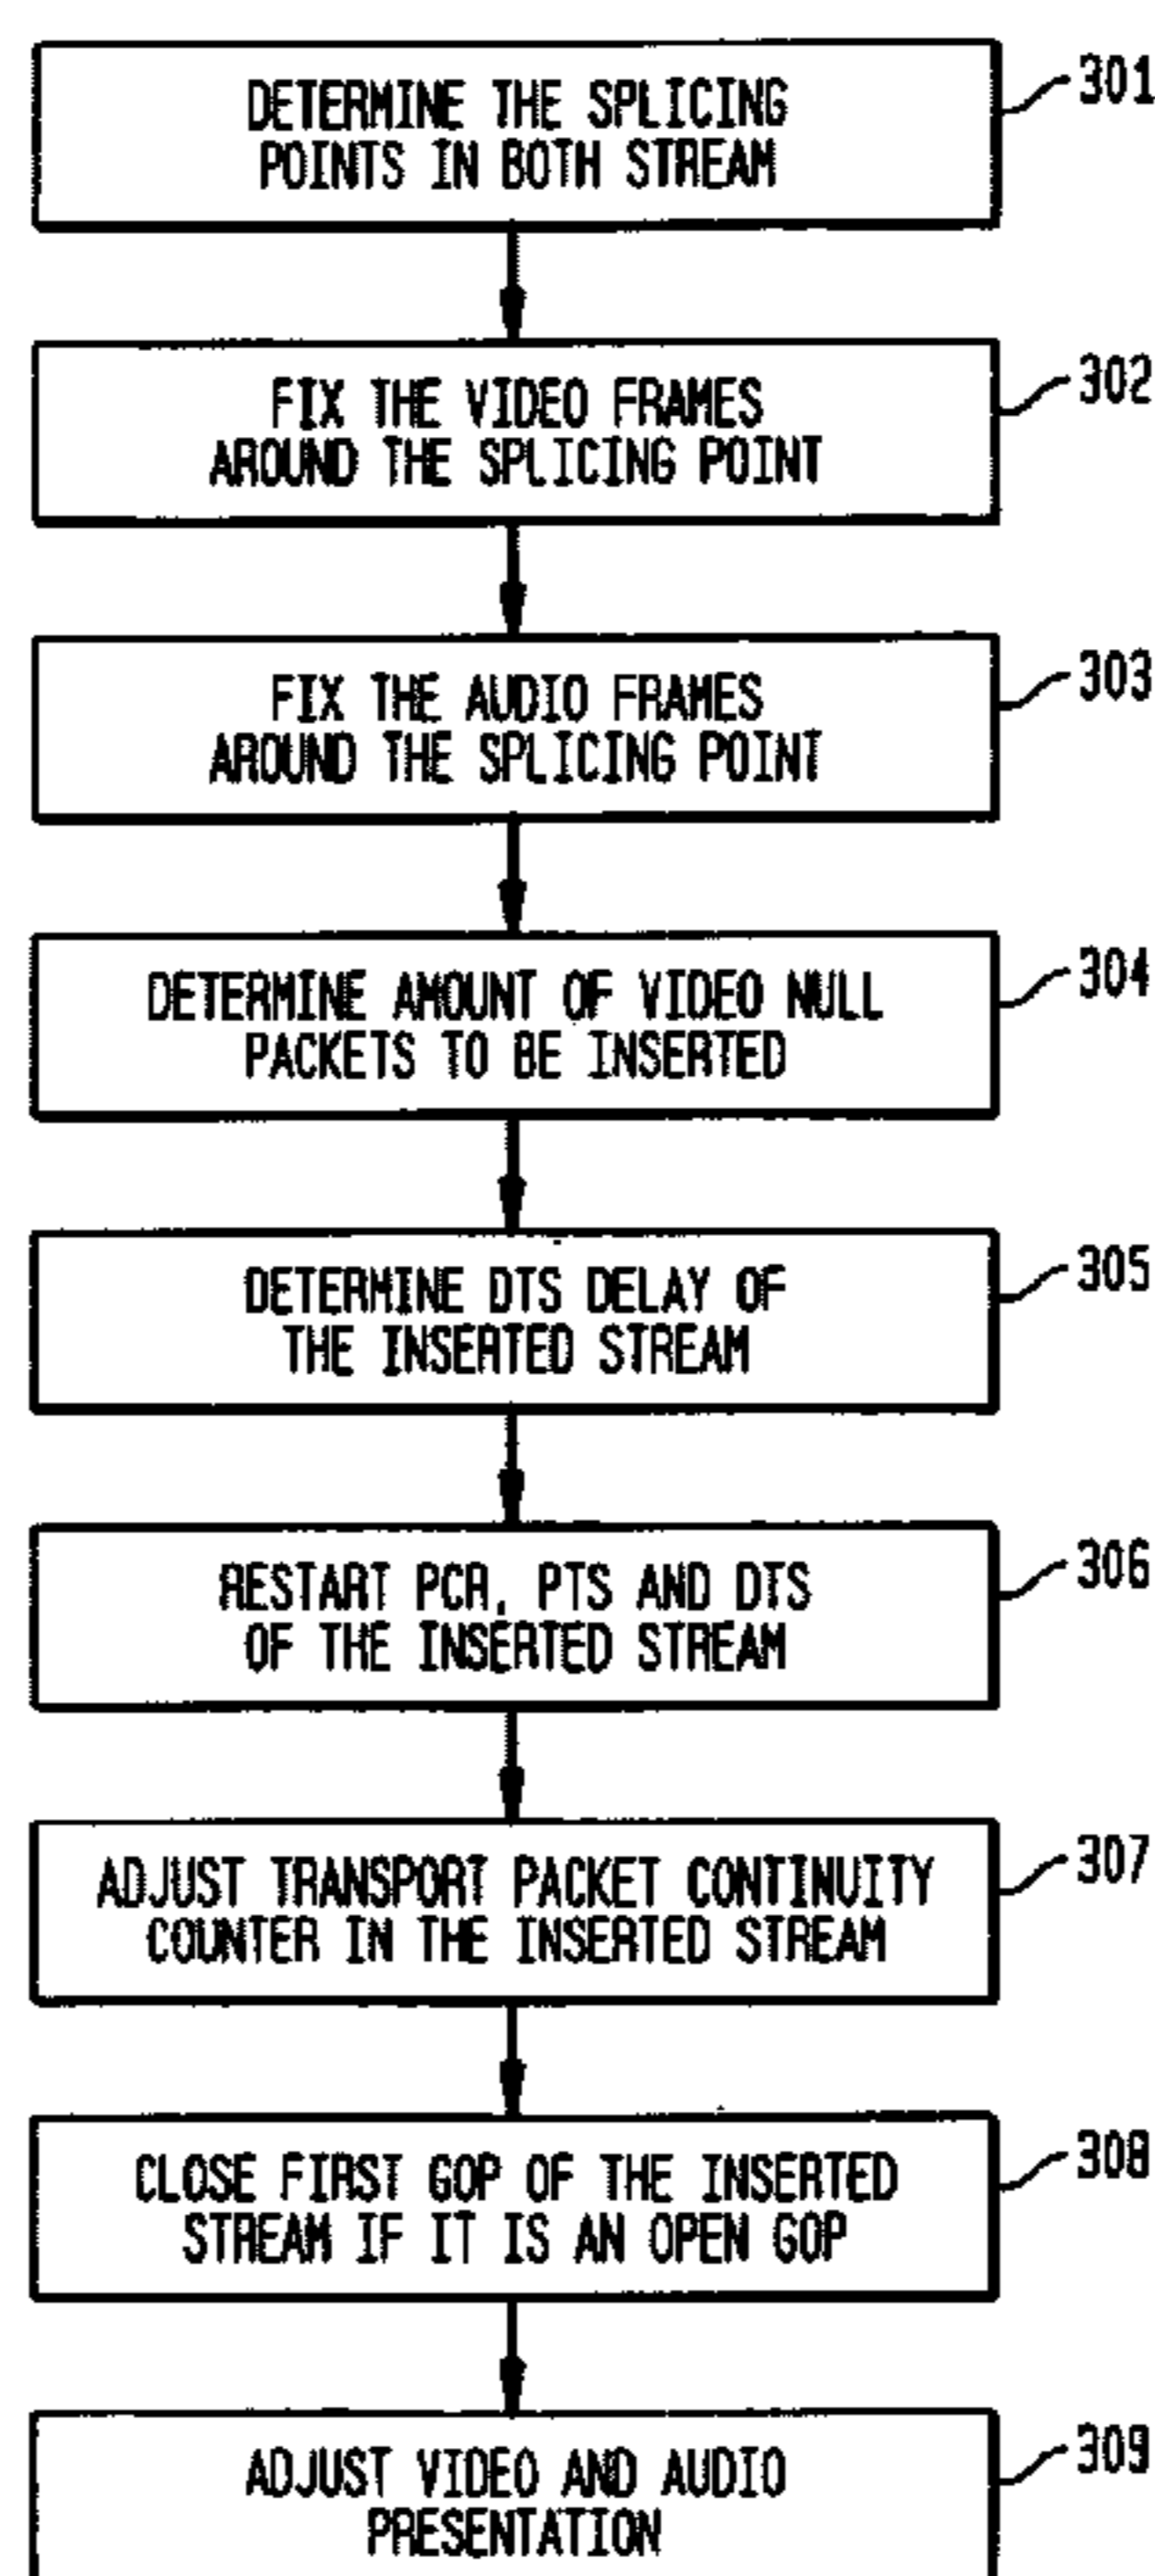 DETERMINE THE SPLICING
POINTS IN BOTH STREAM
301
FIX THE VIDEO FRAMES
AROUND THE SPLICING POINT
302
FIX THE AUDIO FRAMES
AROUND THE SPLICING POINT
303
DETERMINE AMOUNT OF VIDEO NULL
PACKETS TO BE INSERTED
304
DETERMINE DTS DELAY OF
THE INSERTED STREAM
305
RESTART PCR, PTS AND DTS
OF THE INSERTED STREAM
306
ADJUST TRANSPORT PACKET CONTINUITY
COUNTER IN THE INSERTED STREAM
307
CLOSE FIRST GOP OF THE INSERTED
STREAM IF IT IS AN OPEN GOP
308
ADJUST VIDEO AND AUDIO
PRESENTATION
309